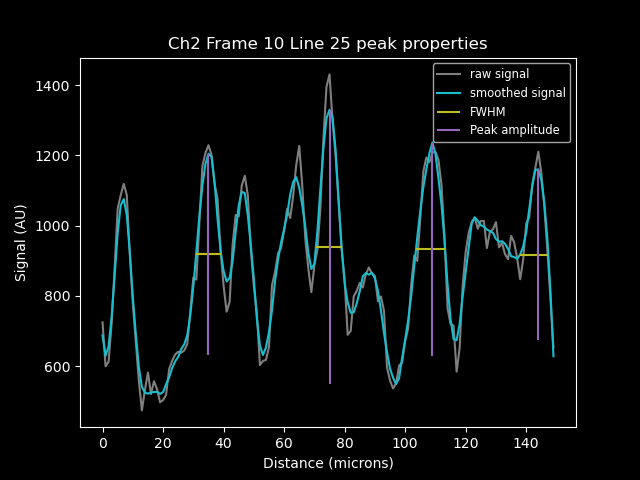 Ch2 Frame 10 Line 25 peak properties
raw signal
smoothed signal
FWHM
Peak amplitude
1400
1200
1000
800
600
Signal (AU)
0 20 40 60 80 100 120 140
Distance (microns)